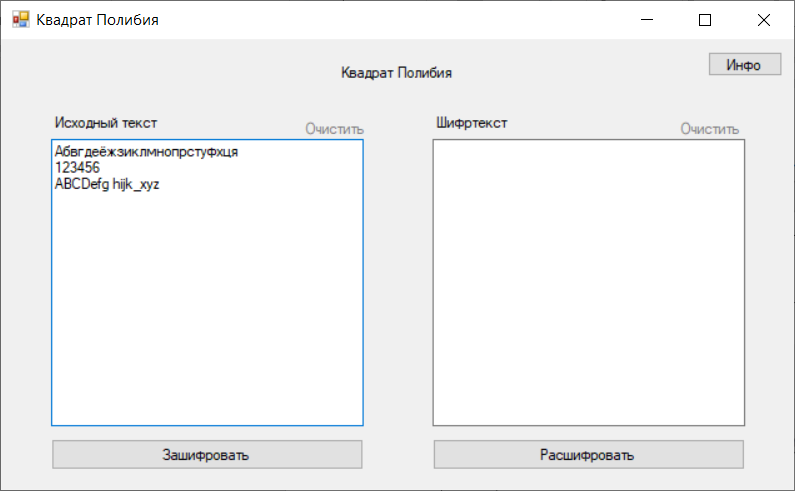 Квадрат Полибия
Инфо
Квадрат Полибия
Исходный текст
Очистить
Шифртекст
Очистить
Абвгдеёжзиклмнопрстуфхця
123456
ABCDefg hijk_xyz
Зашифровать
Расшифровать